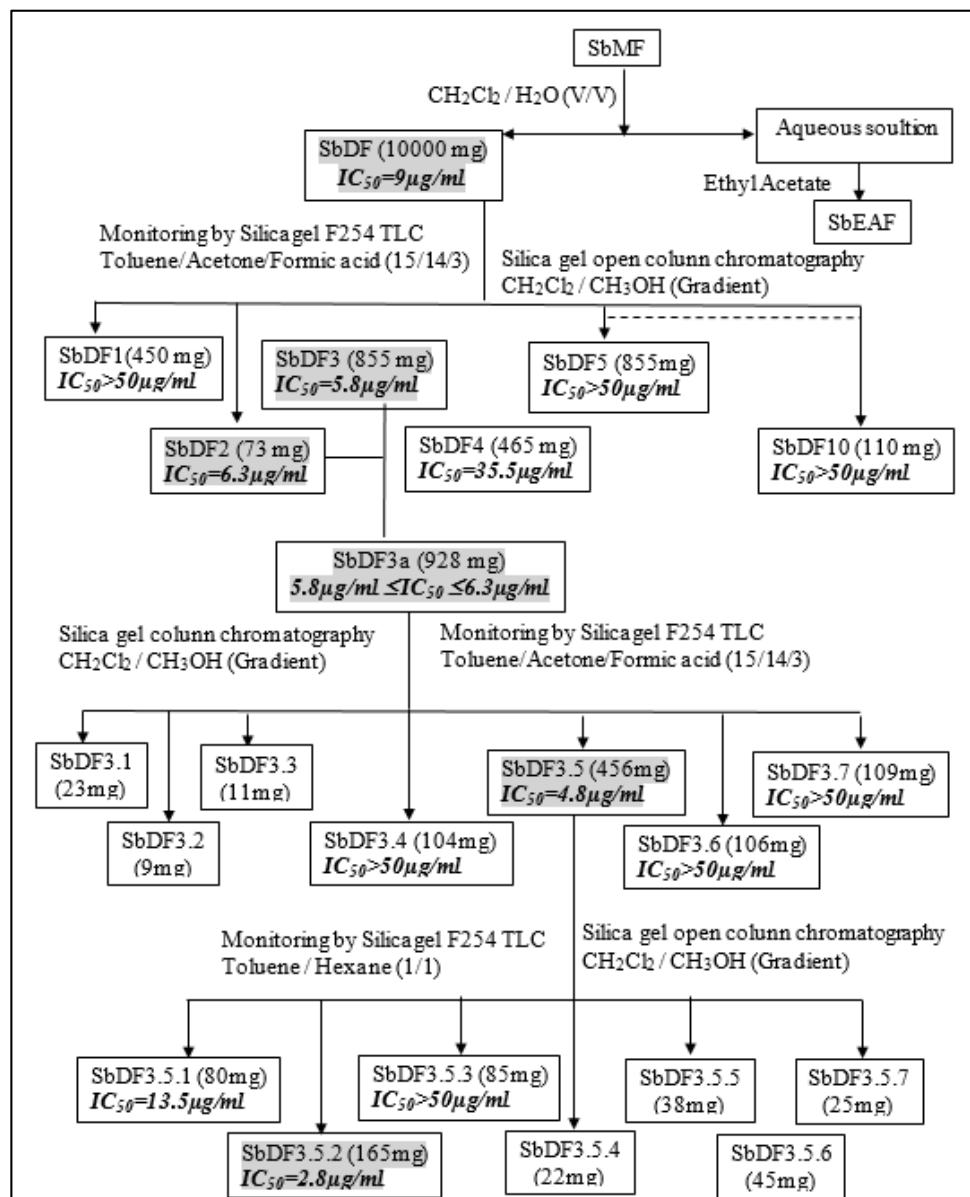 SbMF
CH₂Cl₂ / H₂O (V/V)
Aqueous soultion
SbDF (10000 mg)
IC₅₀=9µg/ml
Ethyl Acetate
SbEAF
Monitoring by Silicagel F254 TLC
Toluene/Acetone/Formic acid (15/14/3)
Silica gel open colunn chromatography
CH₂Cl₂ / CH₃OH (Gradient)
SbDF1(450 mg)
IC₅₀>50µg/ml
SbDF3 (855 mg)
IC₅₀=5.8µg/ml
SbDF5 (855mg)
IC₅₀>50µg/ml
SbDF2 (73 mg)
IC₅₀=6.3µg/ml
SbDF4 (465 mg)
IC₅₀=35.5µg/ml
SbDF10 (110 mg)
IC₅₀>50µg/ml
SbDF3a (928 mg)
5.8µg/ml ≤IC₅₀ ≤6.3µg/ml
Silica gel column chromatography
CH₂Cl₂ / CH₃OH (Gradient)
Monitoring by Silicagel F254 TLC
Toluene/Acetone/Formic acid (15/14/3)
SbDF3.1
(23mg)
SbDF3.3
(11mg)
SbDF3.5 (456mg)
IC₅₀=4.8µg/ml
SbDF3.7 (109mg)
IC₅₀>50µg/ml
SbDF3.2
(9mg)
SbDF3.4 (104mg)
IC₅₀>50µg/ml
SbDF3.6 (106mg)
IC₅₀>50µg/ml
Monitoring by Silicagel F254 TLC
Toluene / Hexane (1/1)
Silica gel open column chromatography
CH₂Cl₂ / CH₃OH (Gradient)
SbDF3.5.1 (80mg)
IC₅₀=13.5µg/ml
SbDF3.5.3 (85mg)
IC₅₀>50µg/ml
SbDF3.5.5
(38mg)
SbDF3.5.7
(25mg)
SbDF3.5.2 (165mg)
IC₅₀=2.8µg/ml
SbDF3.5.4
(22mg)
SbDF3.5.6
(45mg)